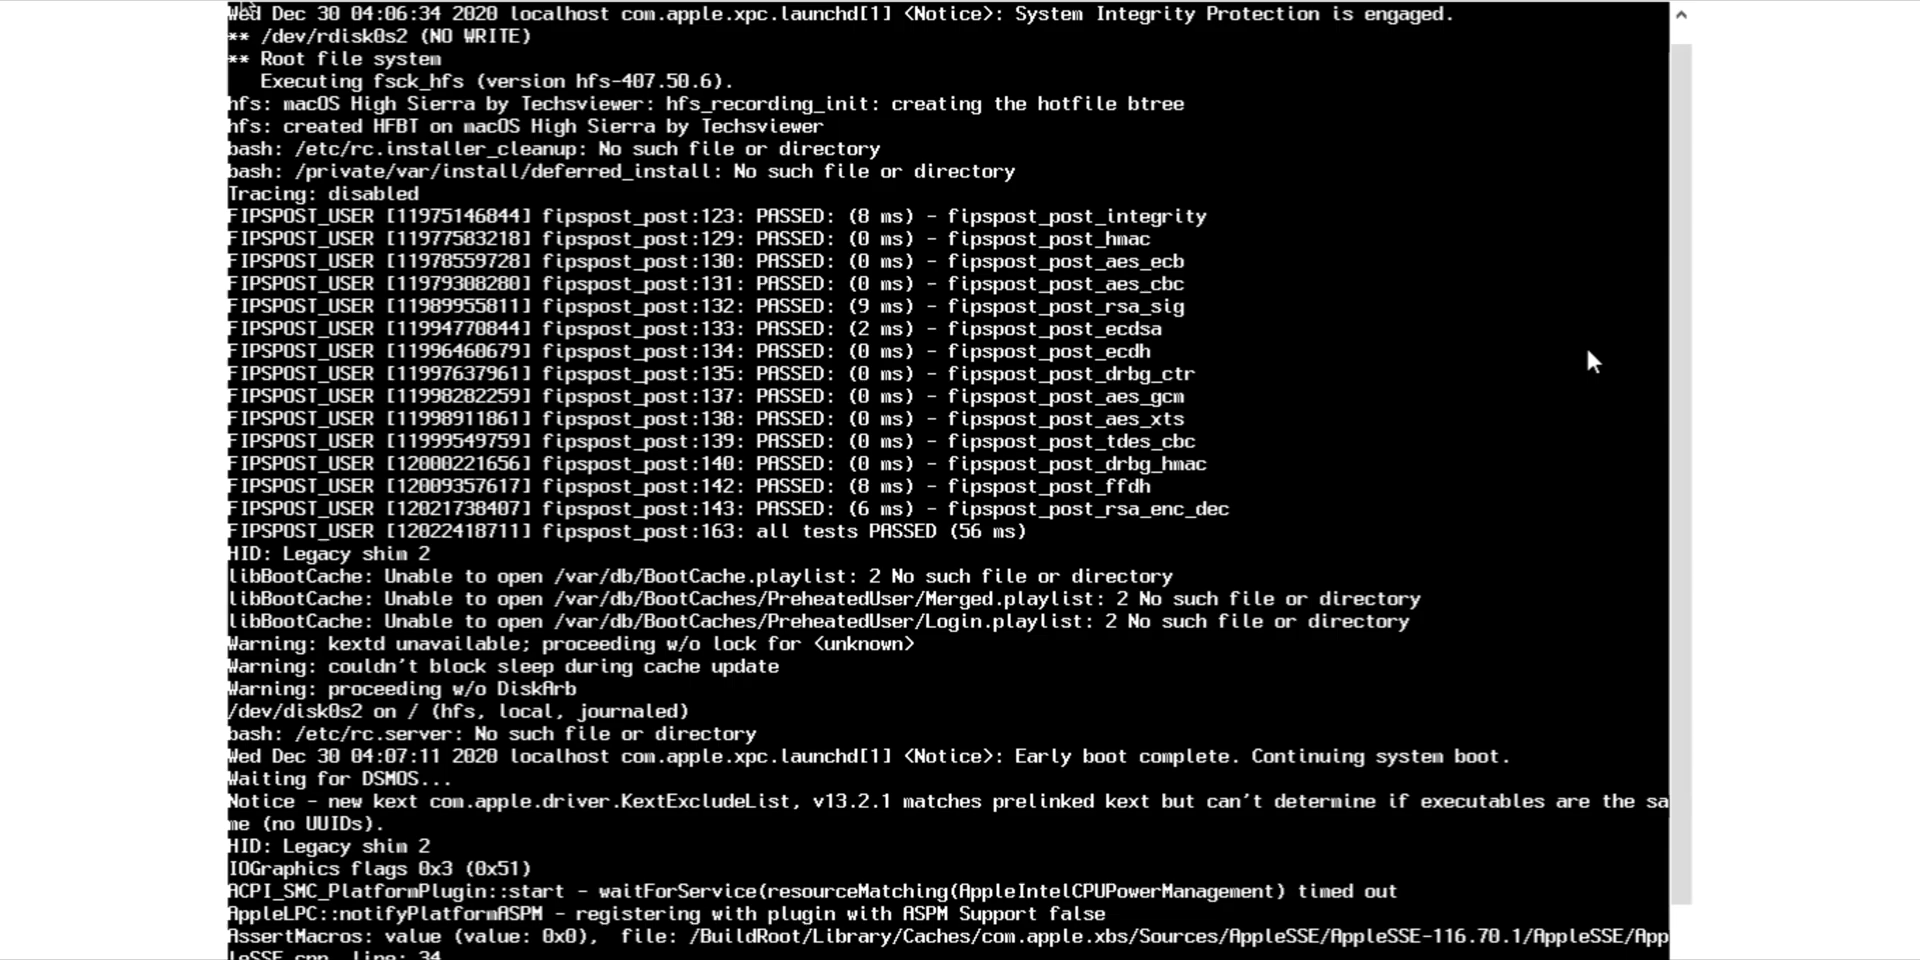 Wed Dec 30 04:06:34 2020 localhost com.apple.xpc.launchd[1] <Notice>: System Integrity Protection is engaged.
** /dev/rdisk0s2 (NO WRITE)
** Root file system
Executing fsck_hfs (version hfs-407.50.6).
hfs: macOS High Sierra by Techsviewer: hfs_recording_init: creating the hotfile btree
hfs: created HFBT on macOS High Sierra by Techsviewer
bash: /etc/rc.installer_cleanup: No such file or directory
bash: /private/var/install/deferred_install: No such file or directory
Tracing: disabled
FIPSPOST_USER [11975146844] fipspost_post:123: PASSED: (8 ms) - fipspost_post_integrity
FIPSPOST_USER [11977583218] fipspost_post:129: PASSED: (0 ms) - fipspost_post_hmac
FIPSPOST_USER [11978559728] fipspost_post:130: PASSED: (0 ms) - fipspost_post_aes_ecb
FIPSPOST_USER [11979308280] fipspost_post:131: PASSED: (0 ms) - fipspost_post_aes_cbc
FIPSPOST_USER [11989955811] fipspost_post:132: PASSED: (9 ms) - fipspost_post_rsa_sig
FIPSPOST_USER [11994770844] fipspost_post:133: PASSED: (2 ms) - fipspost_post_ecdsa
FIPSPOST_USER [11996460679] fipspost_post:134: PASSED: (0 ms) - fipspost_post_ecdh
FIPSPOST_USER [11997637961] fipspost_post:135: PASSED: (0 ms) - fipspost_post_drbg_ctr
FIPSPOST_USER [11998282259] fipspost_post:137: PASSED: (0 ms) - fipspost_post_aes_gcm
FIPSPOST_USER [11998911861] fipspost_post:138: PASSED: (0 ms) - fipspost_post_aes_xts
FIPSPOST_USER [11999549759] fipspost_post:139: PASSED: (0 ms) - fipspost_post_tdes_cbc
FIPSPOST_USER [12000221656] fipspost_post:140: PASSED: (0 ms) - fipspost_post_drbg_hmac
FIPSPOST_USER [12009357617] fipspost_post:142: PASSED: (8 ms) - fipspost_post_ffdh
FIPSPOST_USER [12021738407] fipspost_post:143: PASSED: (6 ms) - fipspost_post_rsa_enc_dec
FIPSPOST_USER [12022418711] fipspost_post:163: all tests PASSED (56 ms)
HID: Legacy shim 2
libBootCache: Unable to open /var/db/BootCache.playlist: 2 No such file or directory
libBootCache: Unable to open /var/db/BootCaches/PreheatedUser/Merged.playlist: 2 No such file or directory
libBootCache: Unable to open /var/db/BootCaches/PreheatedUser/Login.playlist: 2 No such file or directory
Warning: kextd unavailable; proceeding w/o lock for <unknown>
Warning: couldn't block sleep during cache update
Warning: proceeding w/o DiskArb
/dev/disk0s2 on / (hfs, local, journaled)
bash: /etc/rc.server: No such file or directory
Wed Dec 30 04:07:11 2020 localhost com.apple.xpc.launchd[1] <Notice>: Early boot complete. Continuing system boot.
Waiting for DSMOS...
Notice - new kext com.apple.driver.KextExcludeList, v13.2.1 matches prelinked kext but can't determine if executables are the sa
me (no UUIDs).
HID: Legacy shim 2
IOGraphics flags 0x3 (0x51)
ACPI_SMC_PlatformPlugin::start - waitForService(resourceMatching(AppleIntelCPUPowerManagement) timed out
AppleLPC::notifyPlatformASPM - registering with plugin with ASPM Support false
AssertMacros: value (value: 0x0),  file: /BuildRoot/Library/Caches/com.apple.xbs/Sources/AppleSSE/AppleSSE-116.70.1/AppleSSE/App
leSSE.cpp, line: 34